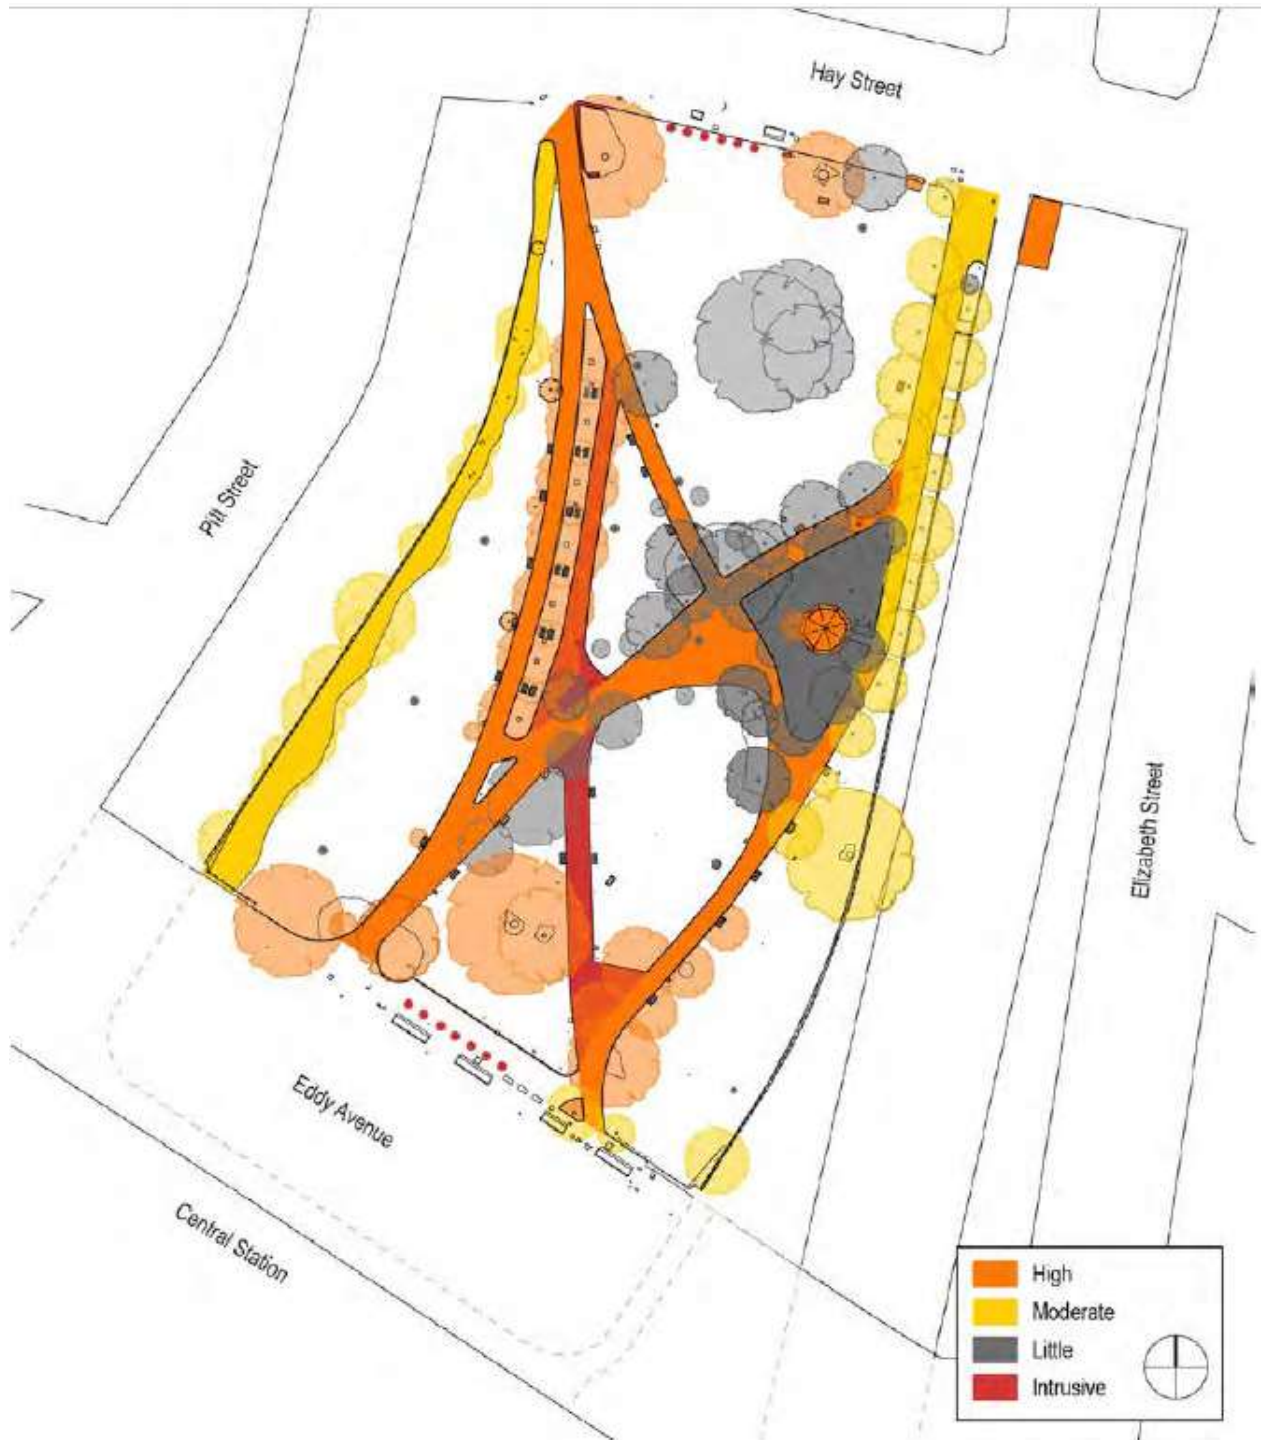 Hay Street
Pitt Street
Elizabeth Street
Eddy Avenue
Central Station
High
Moderate
Little
Intrusive